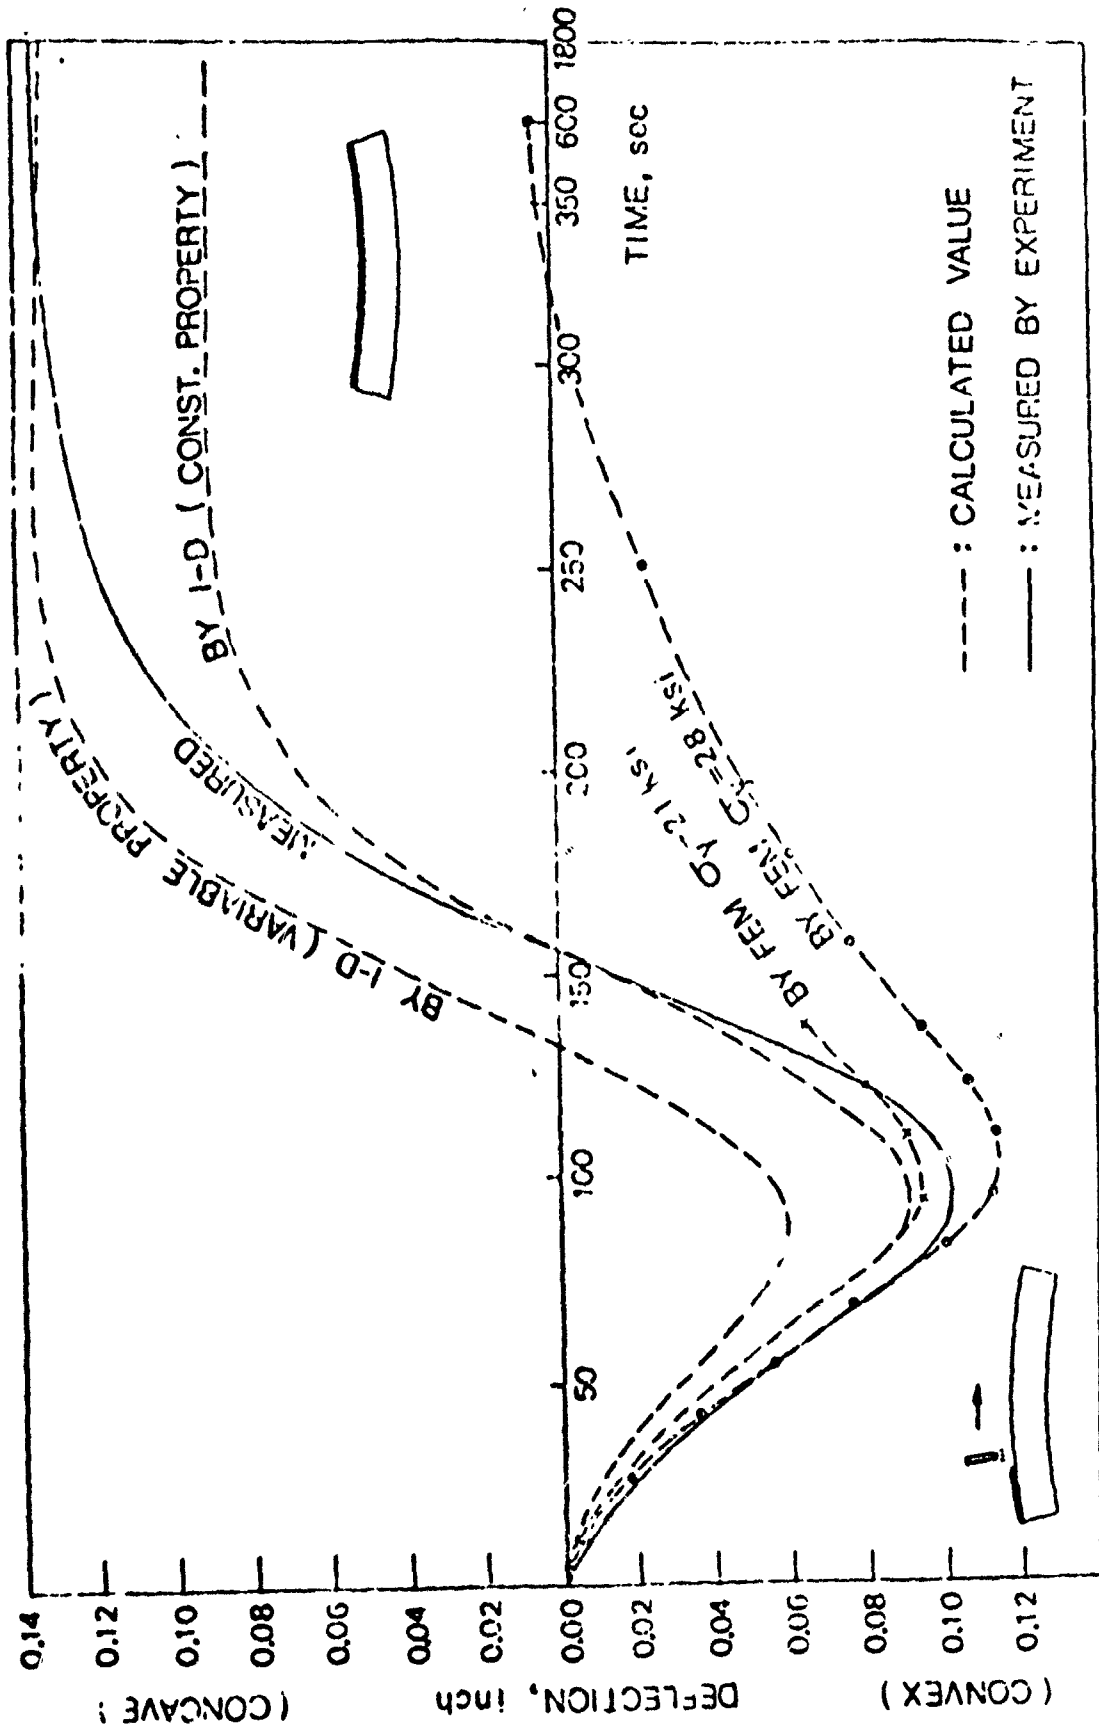 0.14
0.12
0.10
0.08
0.06
0.04
0.02
0.00
0.02
0.04
0.06
0.08
0.10
0.12
( CONCAVE )
DEFLECTION, inch
( CONVEX )
50
100
150
200
250
300
350
600
1800
TIME, sec
BY 1-D ( VARIABLE PROPERTY )
MEASURED
BY 1-D ( CONST. PROPERTY )
BY FEM σy=21 ksi
BY FEM σy=28 ksi
---- : CALCULATED VALUE
—— : MEASURED BY EXPERIMENT